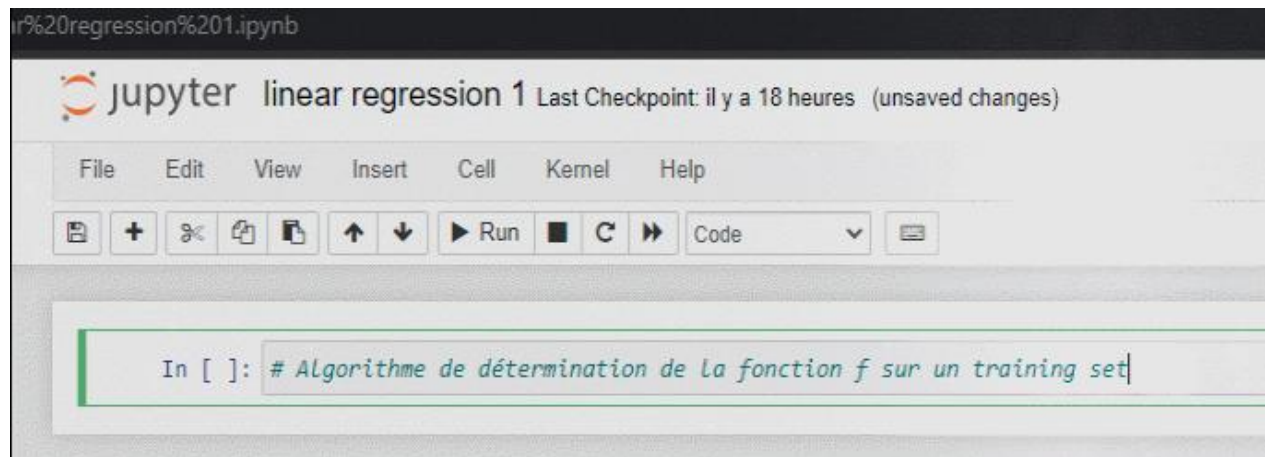 ar%20regression%201.ipynb
jupyter linear regression 1 Last Checkpoint: il y a 18 heures (unsaved changes)
File Edit View Insert Cell Kernel Help
Run Code
In [ ]: # Algorithme de détermination de la fonction f sur un training set